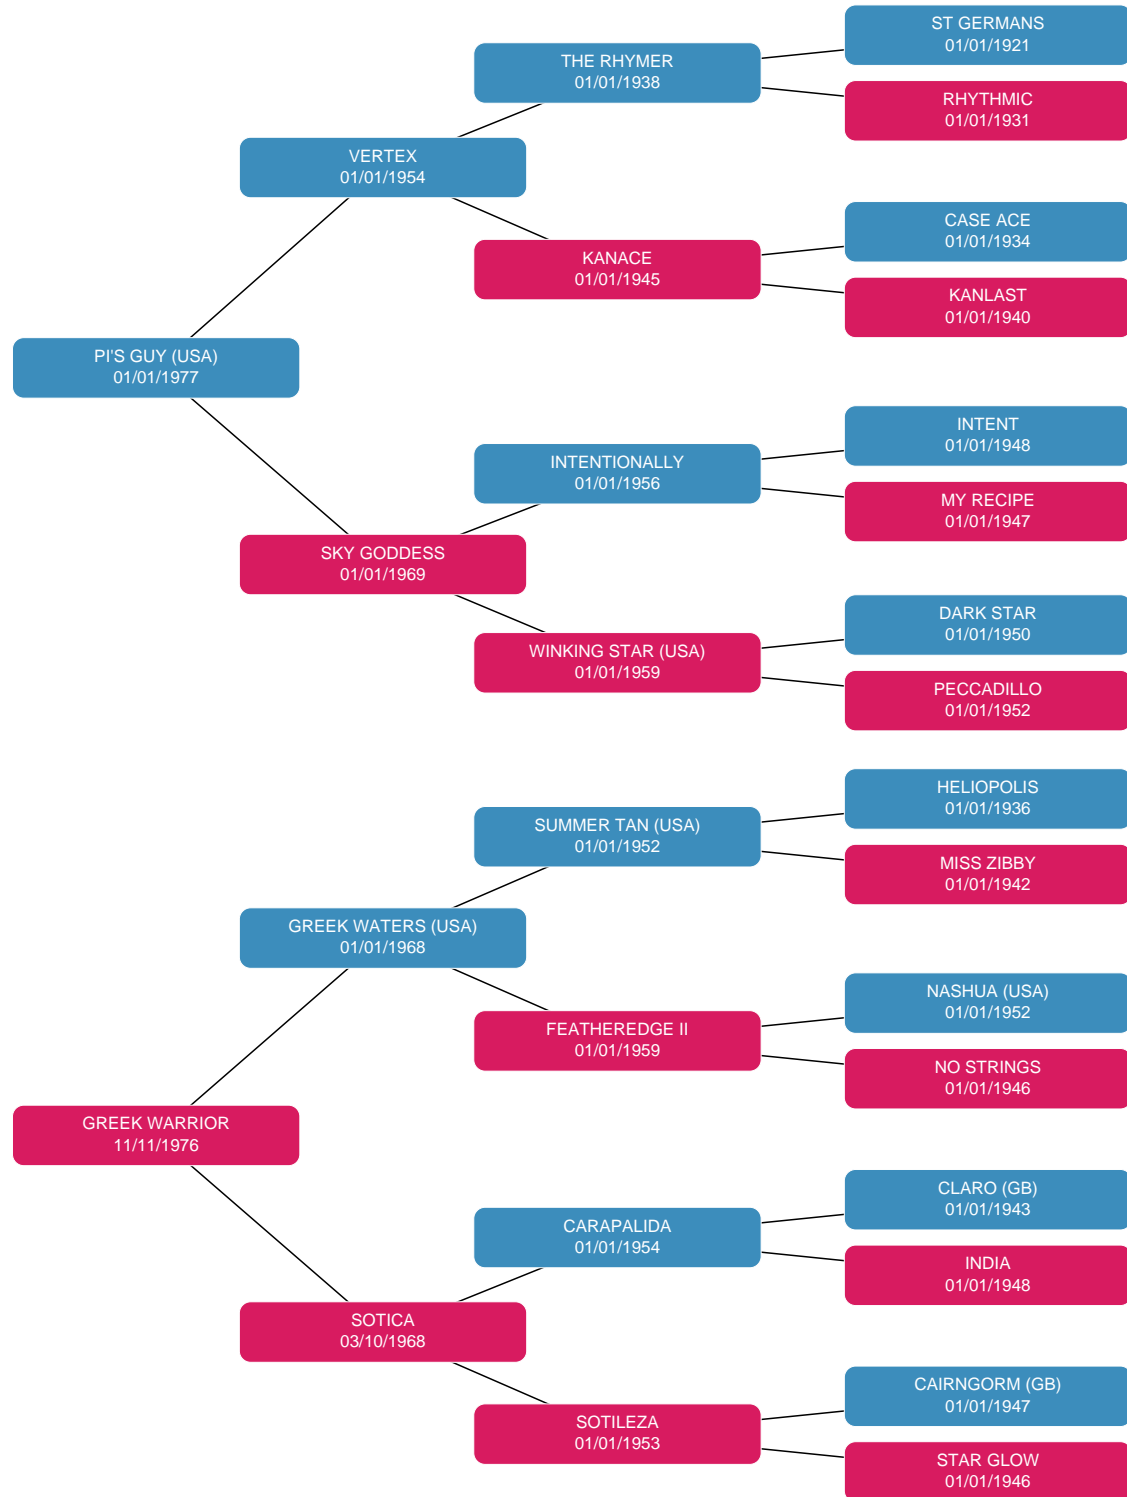 ST GERMANS
01/01/1921
THE RHYMER
01/01/1938
RHYTHMIC
01/01/1931
VERTEX
01/01/1954
CASE ACE
01/01/1934
KANACE
01/01/1945
KANLAST
01/01/1940
PI'S GUY (USA)
01/01/1977
INTENT
01/01/1948
INTENTIONALLY
01/01/1956
MY RECIPE
01/01/1947
SKY GODDESS
01/01/1969
DARK STAR
01/01/1950
WINKING STAR (USA)
01/01/1959
PECCADILLO
01/01/1952
HELIOPOLIS
01/01/1936
SUMMER TAN (USA)
01/01/1952
MISS ZIBBY
01/01/1942
GREEK WATERS (USA)
01/01/1968
NASHUA (USA)
01/01/1952
FEATHEREDGE II
01/01/1959
NO STRINGS
01/01/1946
GREEK WARRIOR
11/11/1976
CLARO (GB)
01/01/1943
CARAPALIDA
01/01/1954
INDIA
01/01/1948
SOTICA
03/10/1968
CAIRNGORM (GB)
01/01/1947
SOTILEZA
01/01/1953
STAR GLOW
01/01/1946